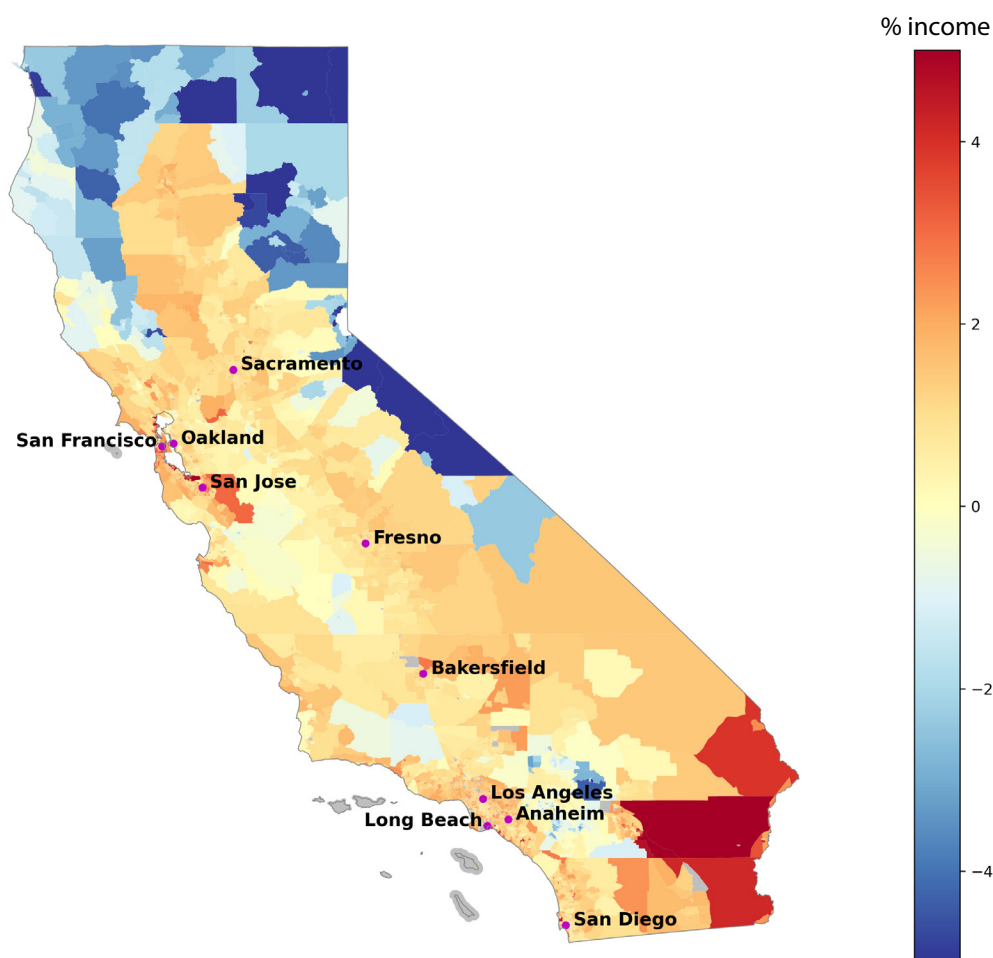 % income
4
Sacramento
2
San Francisco
Oakland
San Jose
0
Fresno
Bakersfield
−2
Los Angeles
Anaheim
Long Beach
−4
San Diego